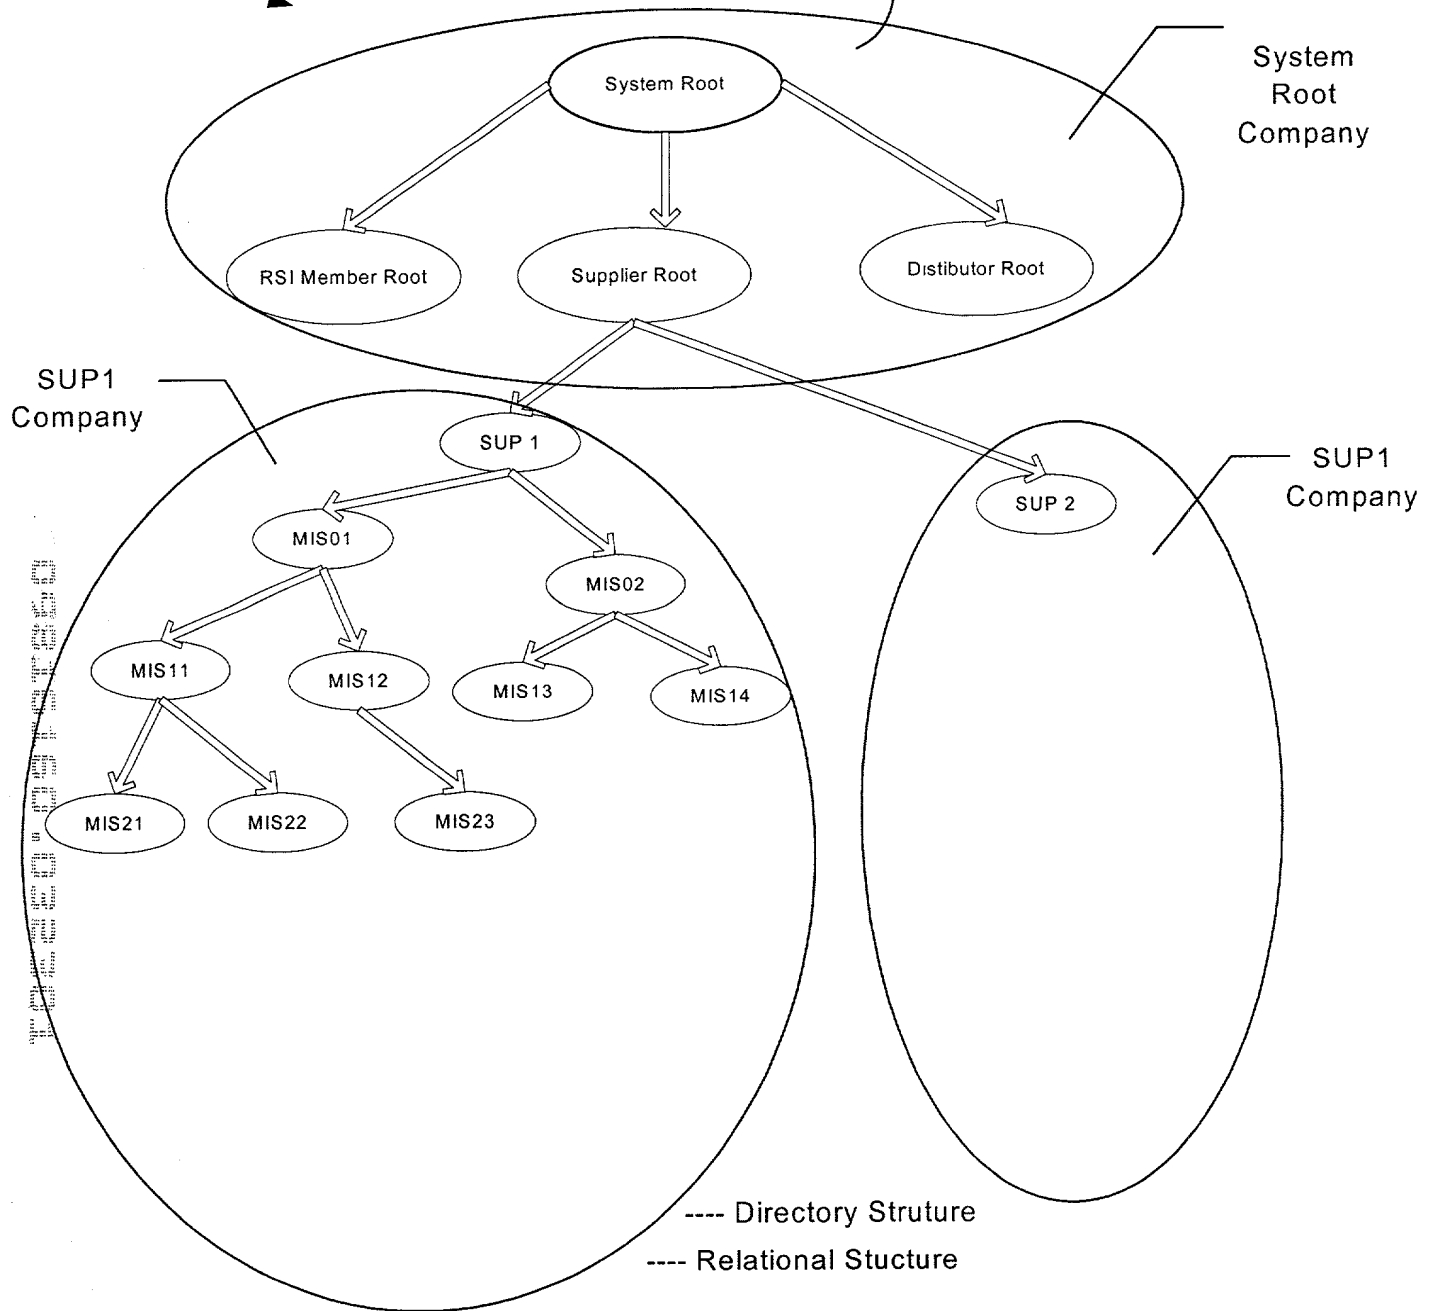 System Root
System
Root
Company
RSI Member Root
Supplier Root
Distibutor Root
SUP1
Company
SUP 1
SUP1
Company
SUP 2
MIS01
MIS02
MIS11
MIS12
MIS13
MIS14
MIS21
MIS22
MIS23
---- Directory Struture
---- Relational Stucture